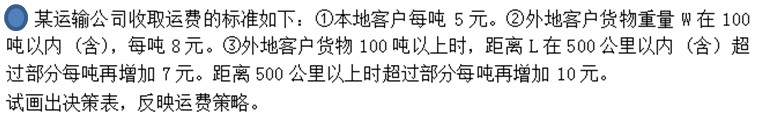 某运输公司收取运费的标准如下：①本地客户每吨 5 元。②外地客户货物重量 W 在 100
吨以内（含），每吨 8 元。③外地客户货物 100 吨以上时，距离 L 在 500 公里以内（含）超
过部分每吨再增加 7 元。距离 500 公里以上时超过部分每吨再增加 10 元。
试画出决策表，反映运费策略。